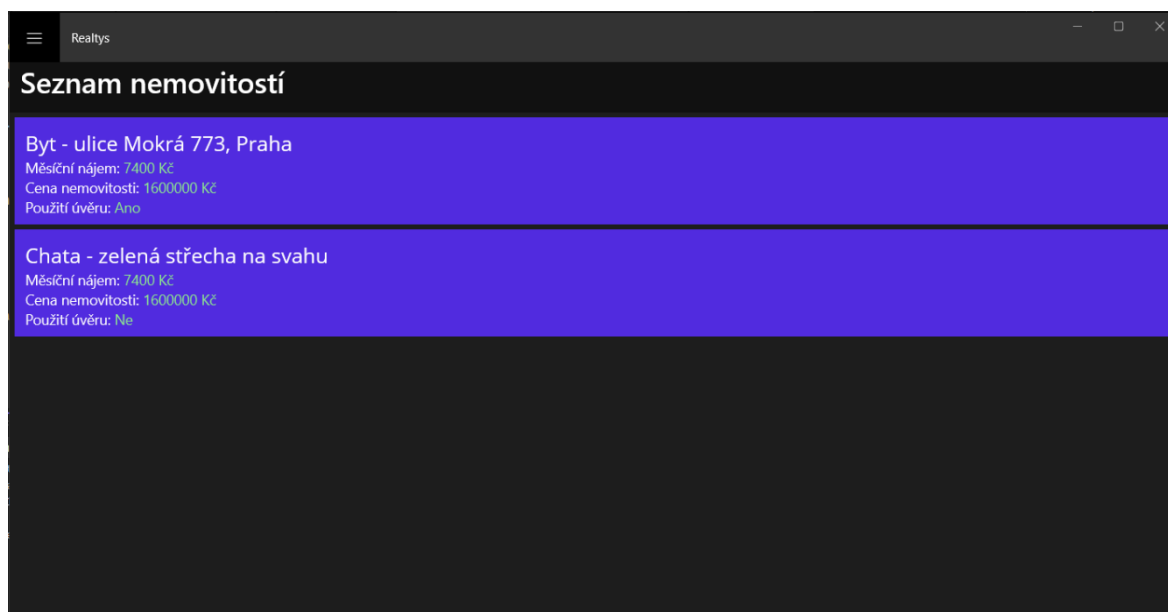 Realtys
Seznam nemovitostí
Byt - ulice Mokrá 773, Praha
Měsíční nájem: 7400 Kč
Cena nemovitosti: 1600000 Kč
Použití úvěru: Ano
Chata - zelená střecha na svahu
Měsíční nájem: 7400 Kč
Cena nemovitosti: 1600000 Kč
Použití úvěru: Ne